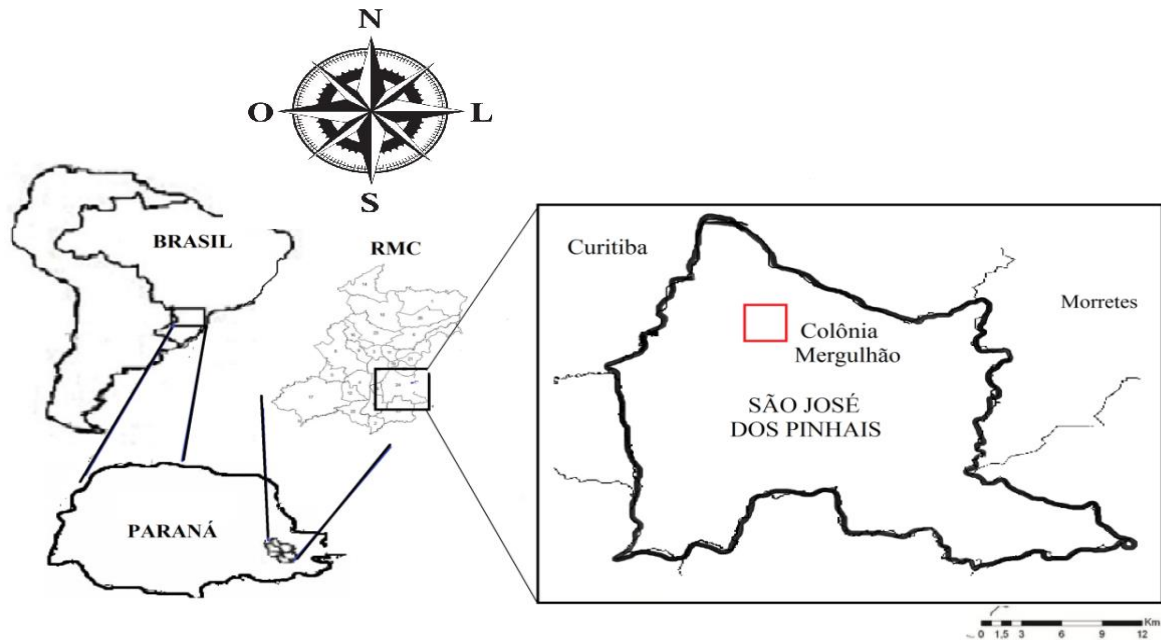 N
O
L
S
BRASIL
RMC
PARANÁ
Curitiba
Morretes
Colônia
Mergulhão
SÃO JOSÉ
DOS PINHAIS
Km
0 1,5 3 6 9 12